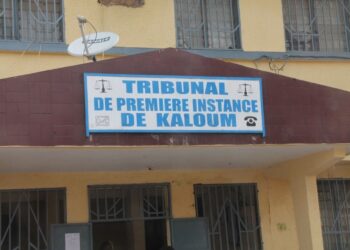 TRIBUNAL
DE PREMIERE INSTANCE
DE KALOUM